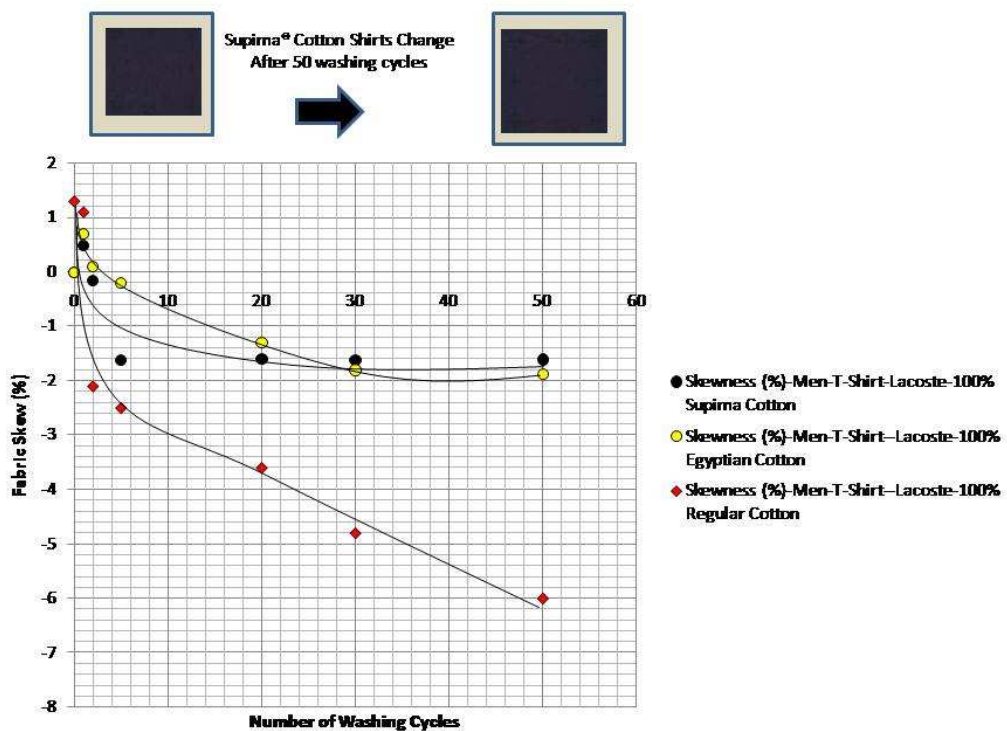 Supima® Cotton Shirts Change
After 50 washing cycles
2
1
0
-1
-2
-3
-4
-5
-6
-7
-8
0
10
20
30
40
50
60
Fabric Skew (%)
Number of Washing Cycles
Skewness (%)-Men-T-Shirt-Lacoste-100%
Supima Cotton
Skewness (%)-Men-T-Shirt--Lacoste-100%
Egyptian Cotton
Skewness (%)-Men-T-Shirt--Lacoste-100%
Regular Cotton